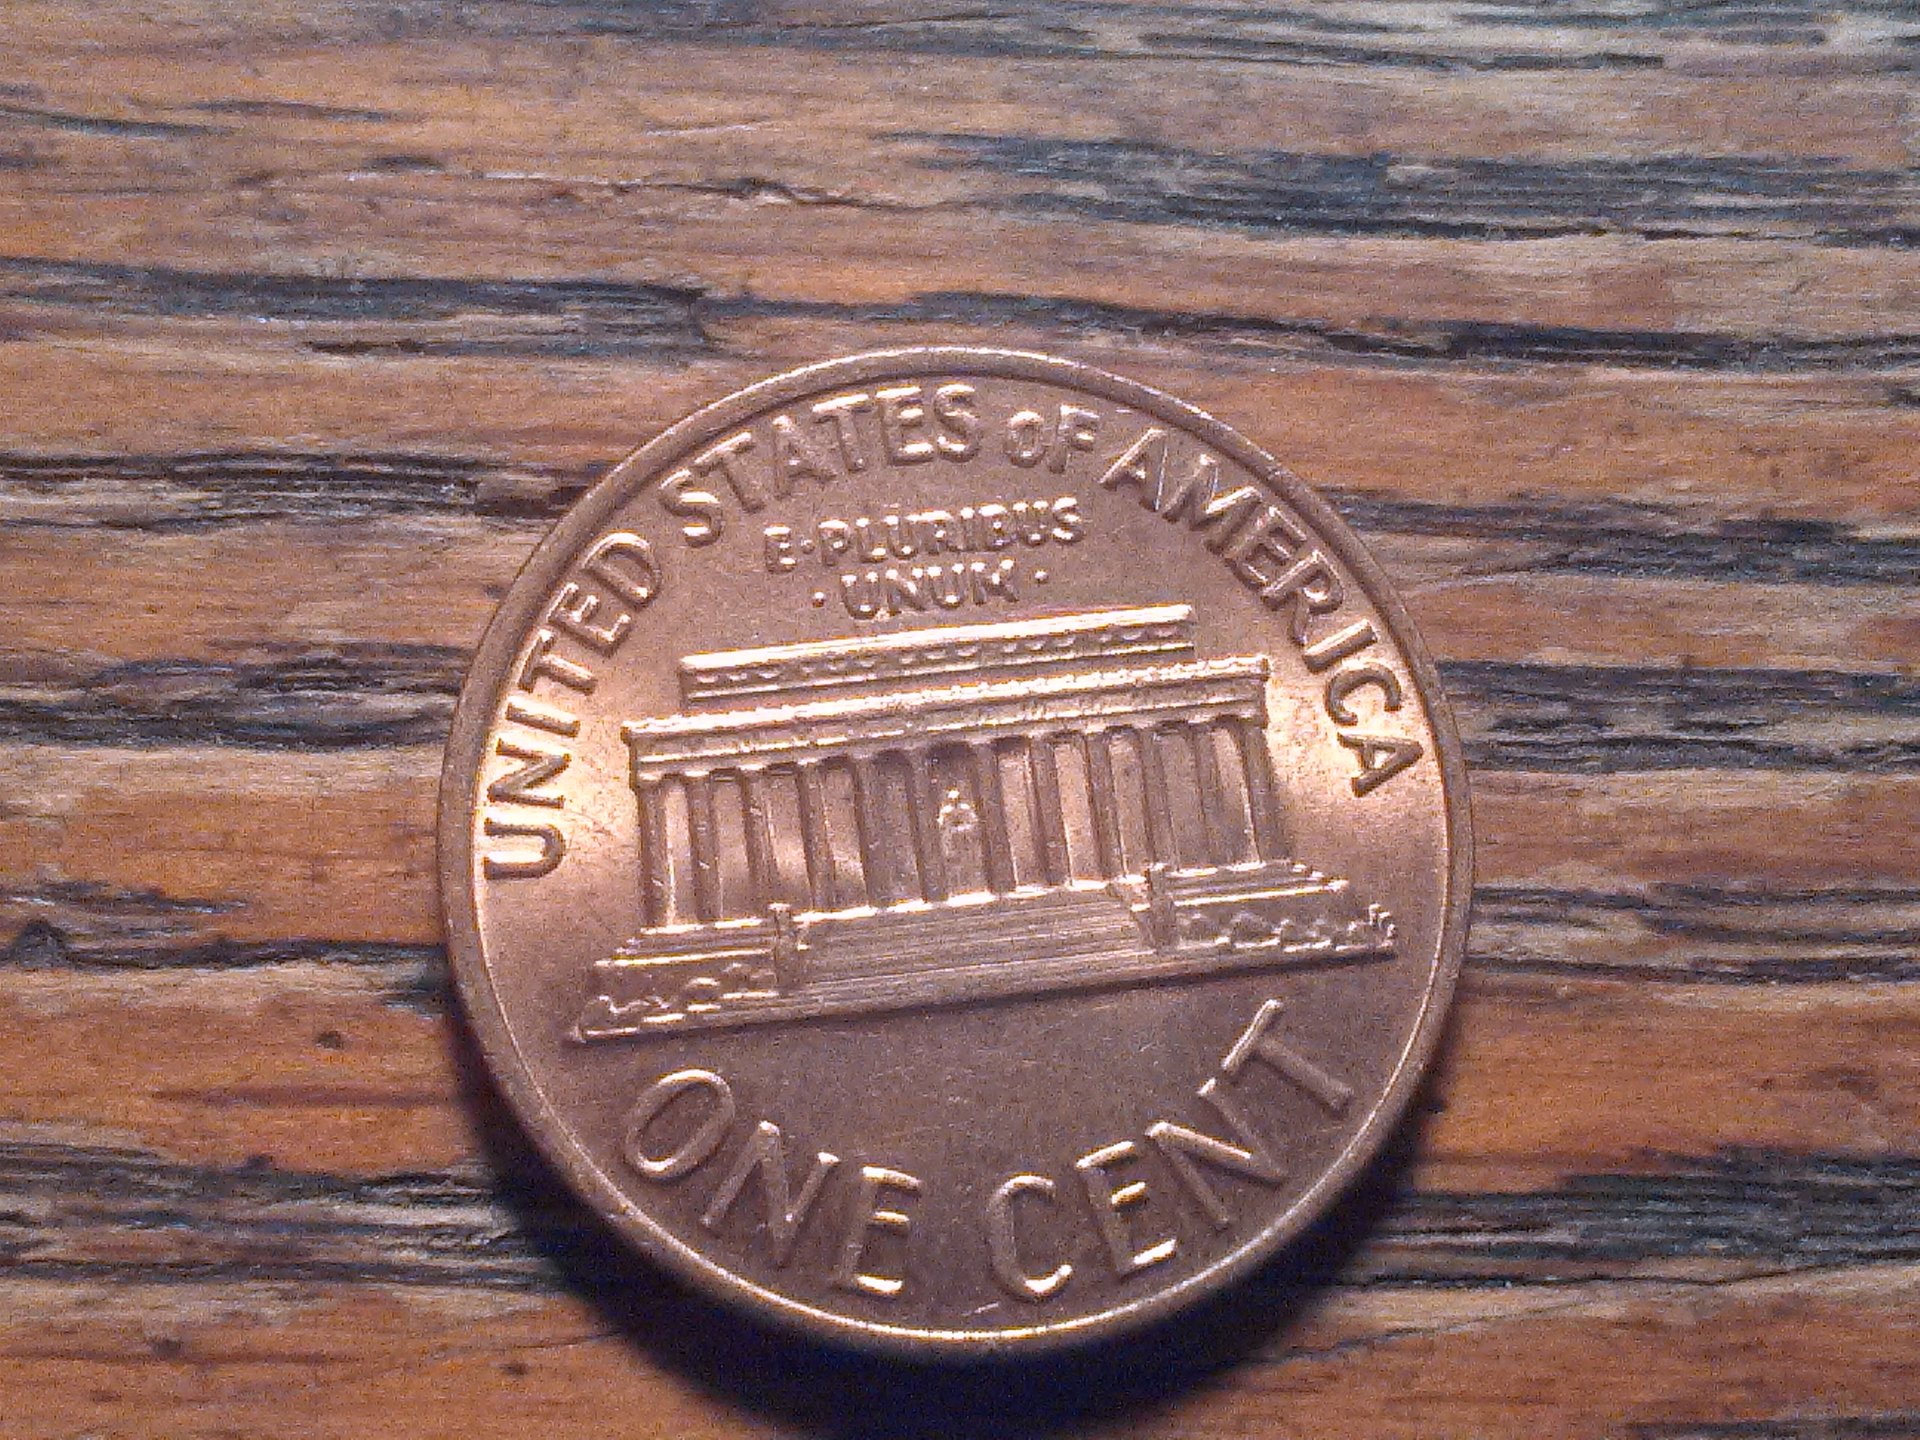 UNITED STATES OF AMERICA
E·PLURIBUS
·UNUM·
ONE CENT